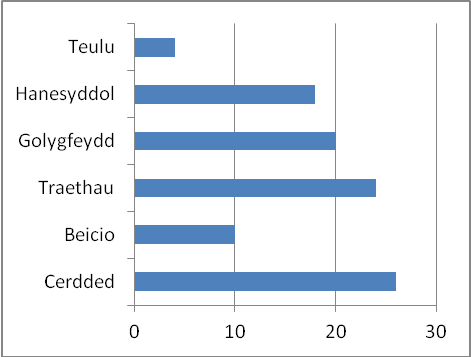 Teulu
Hanesyddol
Golygfeydd
Traethau
Beicio
Cerdded
0 10 20 30